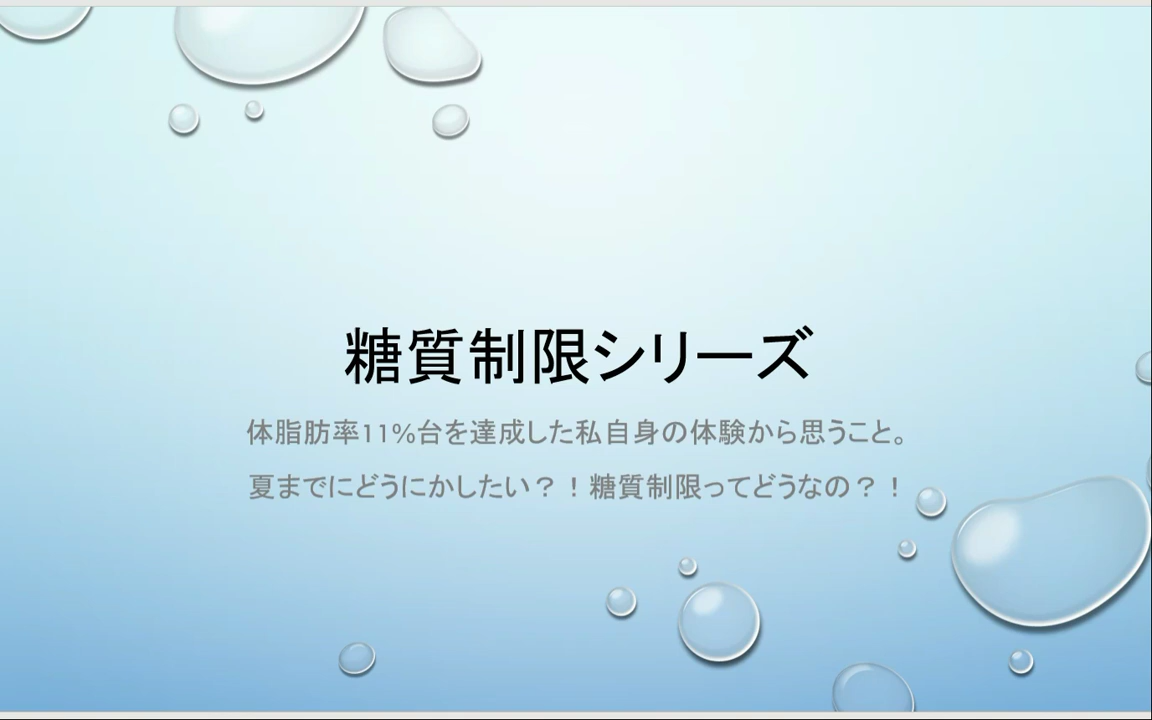 糖質制限シリーズ
体脂肪率11%台を達成した私自身の体験から思うこと。
夏までにどうにかしたい？！糖質制限ってどうなの？！